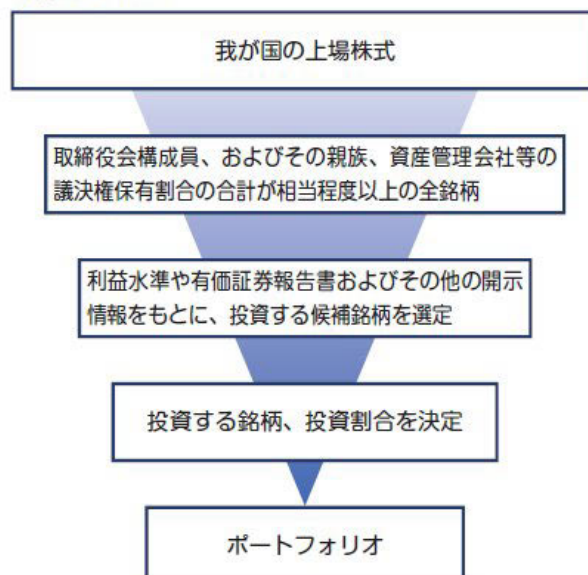 我が国の上場株式
取締役会構成員、およびその親族、資産管理会社等の
議決権保有割合の合計が相当程度以上の全銘柄
利益水準や有価証券報告書およびその他の開示
情報をもとに、投資する候補銘柄を選定
投資する銘柄、投資割合を決定
ポートフォリオ